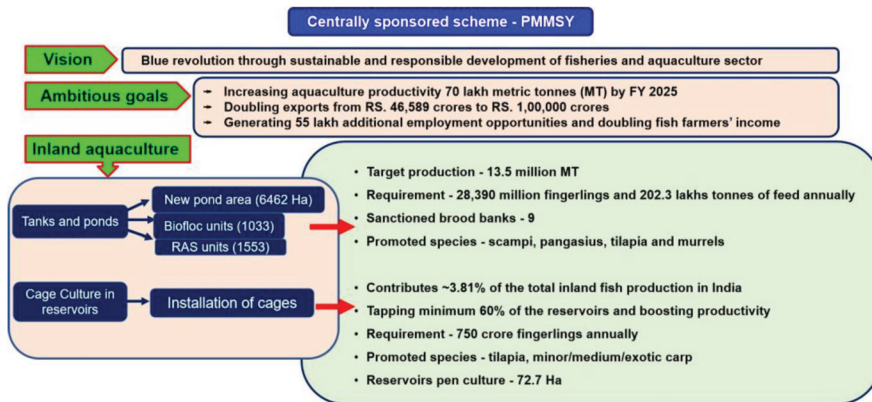 Centrally sponsored scheme - PMMSY
Vision
Blue revolution through sustainable and responsible development of fisheries and aquaculture sector
Ambitious goals
Increasing aquaculture productivity 70 lakh metric tonnes (MT) by FY 2025
Doubling exports from RS. 46,589 crores to RS. 1,00,000 crores
Generating 55 lakh additional employment opportunities and doubling fish farmers' income
Inland aquaculture
Tanks and ponds
New pond area (6462 Ha)
Biofloc units (1033)
RAS units (1553)
• Target production - 13.5 million MT
• Requirement - 28,390 million fingerlings and 202.3 lakhs tonnes of feed annually
• Sanctioned brood banks - 9
• Promoted species - scampi, pangasius, tilapia and murrels
Cage Culture in
reservoirs
Installation of cages
• Contributes ~3.81% of the total inland fish production in India
• Tapping minimum 60% of the reservoirs and boosting productivity
• Requirement - 750 crore fingerlings annually
• Promoted species - tilapia, minor/medium/exotic carp
• Reservoirs pen culture - 72.7 Ha